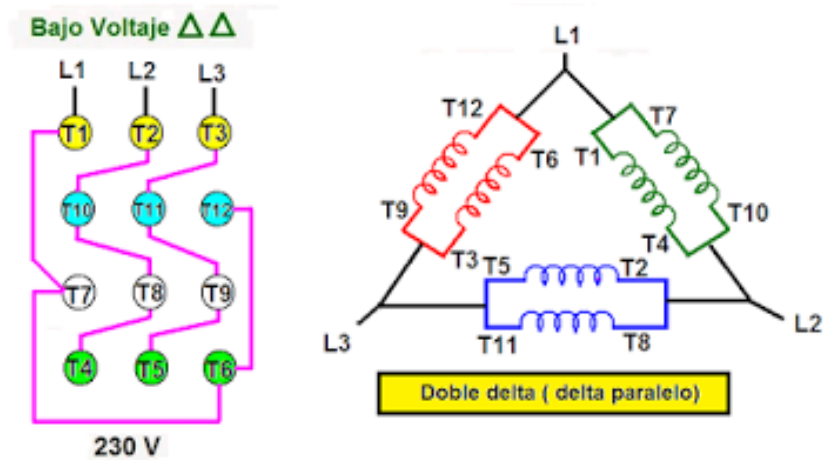 Bajo Voltaje Δ Δ
L1 L2 L3
T1 T2 T3
T10 T11 T12
T7 T8 T9
T4 T5 T6
230 V
L1
T12 T7
T6 T1
T9 T10
T3 T4
T5 T2
T11 T8
L3 L2
Doble delta ( delta paralelo)